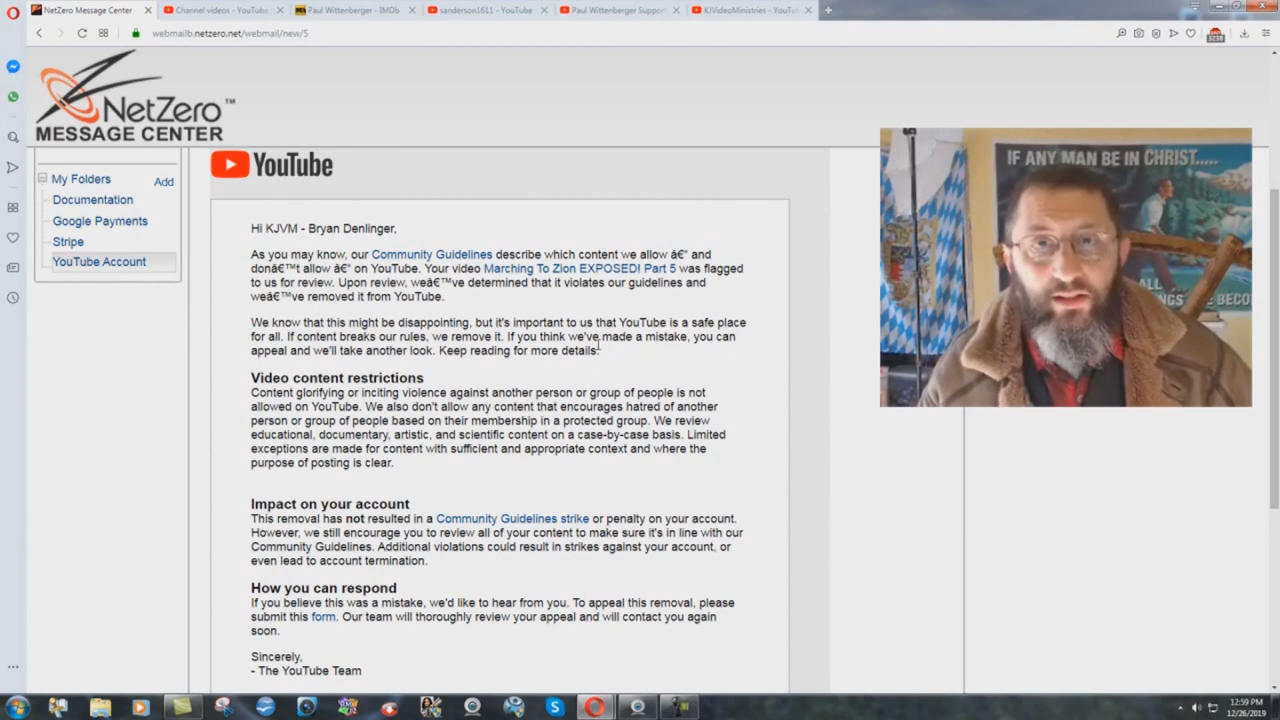 NetZero Message Center
Channel videos - YouTube
Paul Wittenberger - IMDb
sanderson1611 - YouTube
Paul Wittenberger Support
KJVideoMinistries - YouTu
webmailb.netzero.net/webmail/new/5
NetZero™
MESSAGE CENTER
My Folders
Add
Documentation
Google Payments
Stripe
YouTube Account
YouTube
Hi KJVM - Bryan Denlinger,
As you may know, our Community Guidelines describe which content we allow â€“ and
donâ€™t allow â€“ on YouTube. Your video Marching To Zion EXPOSED! Part 5 was flagged
to us for review. Upon review, weâ€™ve determined that it violates our guidelines and
weâ€™ve removed it from YouTube.
We know that this might be disappointing, but it's important to us that YouTube is a safe place
for all. If content breaks our rules, we remove it. If you think we've made a mistake, you can
appeal and we'll take another look. Keep reading for more details.
Video content restrictions
Content glorifying or inciting violence against another person or group of people is not
allowed on YouTube. We also don't allow any content that encourages hatred of another
person or group of people based on their membership in a protected group. We review
educational, documentary, artistic, and scientific content on a case-by-case basis. Limited
exceptions are made for content with sufficient and appropriate context and where the
purpose of posting is clear.
Impact on your account
This removal has not resulted in a Community Guidelines strike or penalty on your account.
However, we still encourage you to review all of your content to make sure it's in line with our
Community Guidelines. Additional violations could result in strikes against your account, or
even lead to account termination.
How you can respond
If you believe this was a mistake, we'd like to hear from you. To appeal this removal, please
submit this form. Our team will thoroughly review your appeal and will contact you again
soon.
Sincerely,
- The YouTube Team
IF ANY MAN BE IN CHRIST.....
ALL
BECO
12:59 PM
12/26/2019